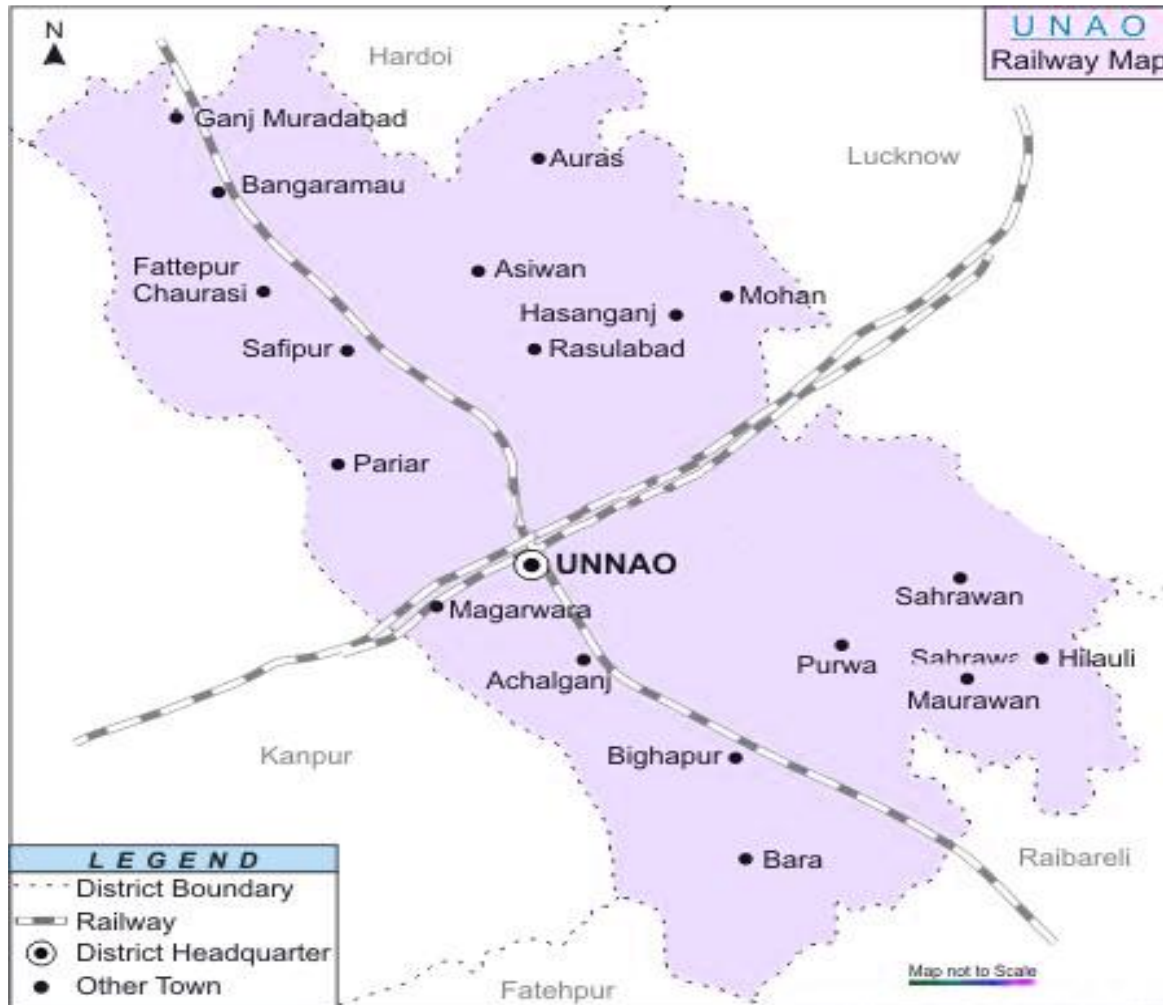 N
U N A O
Railway Map
Hardoi
Ganj Muradabad
Auras
Lucknow
Bangaramau
Fattepur
Chaurasi
Asiwan
Mohan
Hasanganj
Safipur
Rasulabad
Pariar
UNNAO
Sahrawan
Magarwara
Purwa
Hilauli
Achalganj
Maurawan
Kanpur
Bighapur
Bara
Raibareli
LEGEND
District Boundary
Railway
District Headquarter
Other Town
Map not to Scale
Fatehpur